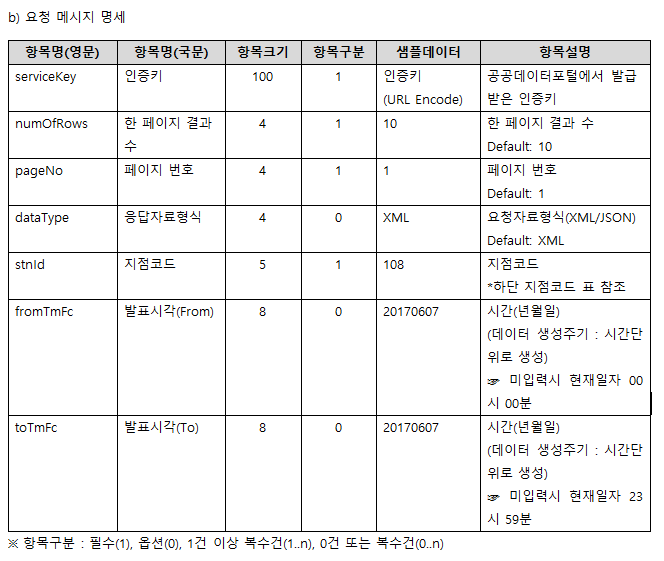 b) 요청 메시지 명세
항목명(영문) 항목명(국문) 항목크기 항목구분 샘플데이터 항목설명
serviceKey 인증키 100 1 인증키 공공데이터포털에서 발급
(URL Encode) 받은 인증키
numOfRows 한 페이지 결과 4 1 10 한 페이지 결과 수
수 Default: 10
pageNo 페이지 번호 4 1 1 페이지 번호
Default: 1
dataType 응답자료형식 4 0 XML 요청자료형식(XML/JSON)
Default: XML
stnId 지점코드 5 1 108 지점코드
*하단 지점코드 표 참조
fromTmFc 발표시각(From) 8 0 20170607 시간(년월일)
(데이터 생성주기 : 시간단
위로 생성)
☞ 미입력시 현재일자 00
시 00분
toTmFc 발표시각(To) 8 0 20170607 시간(년월일)
(데이터 생성주기 : 시간단
위로 생성)
☞ 미입력시 현재일자 23
시 59분
※ 항목구분 : 필수(1), 옵션(0), 1건 이상 복수건(1..n), 0건 또는 복수건(0..n)